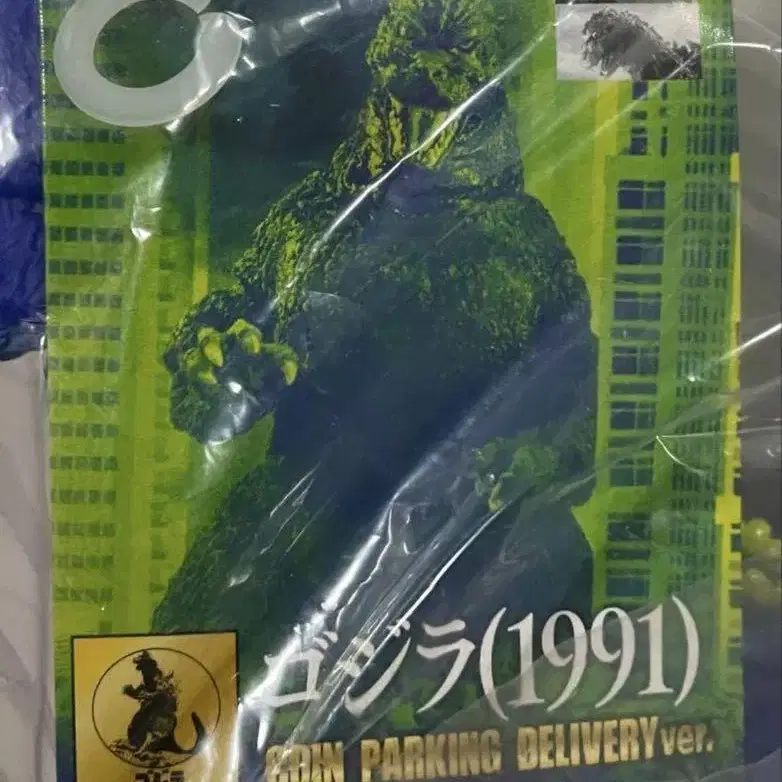 ゴジラ(1991)
COIN PARKING DELIVERY ver.